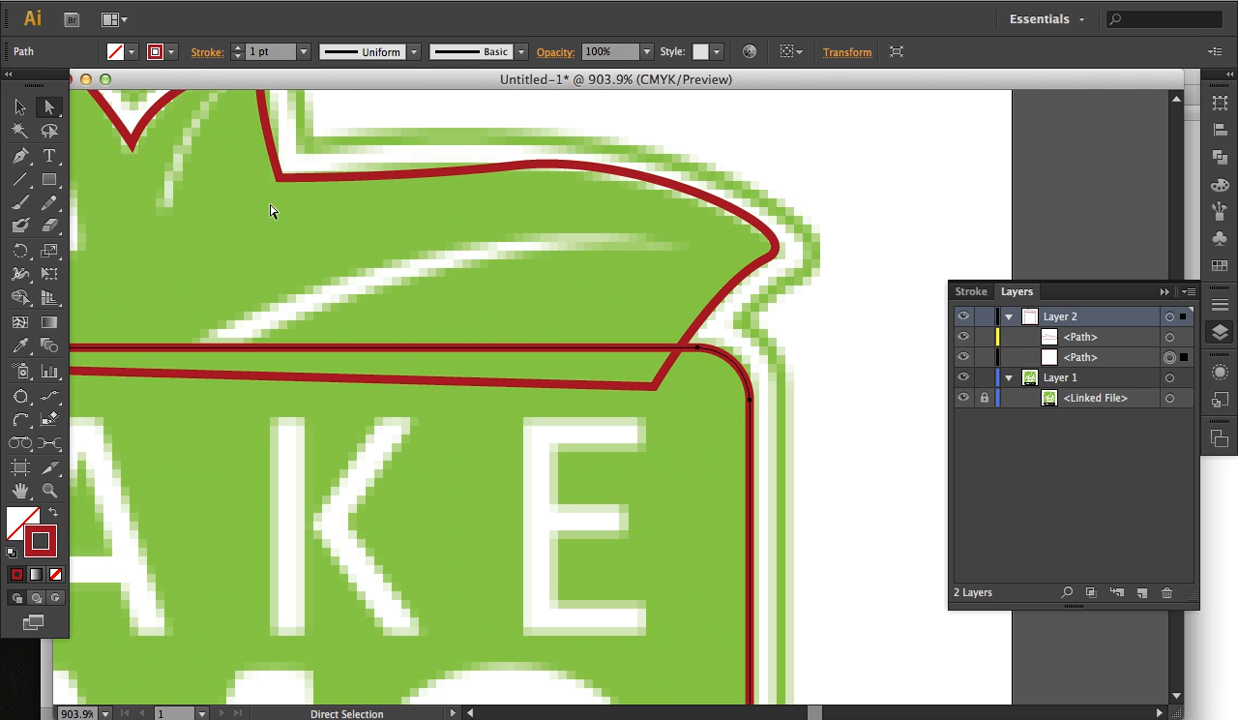 Ai Br Essentials
Path Stroke: 1 pt Uniform Basic Opacity: 100% Style: Transform
Untitled-1* @ 903.9% (CMYK/Preview)
T
Stroke Layers
Layer 2
<Path>
<Path>
Layer 1
<Linked File>
AKE
2 Layers
903.9% 1 Direct Selection